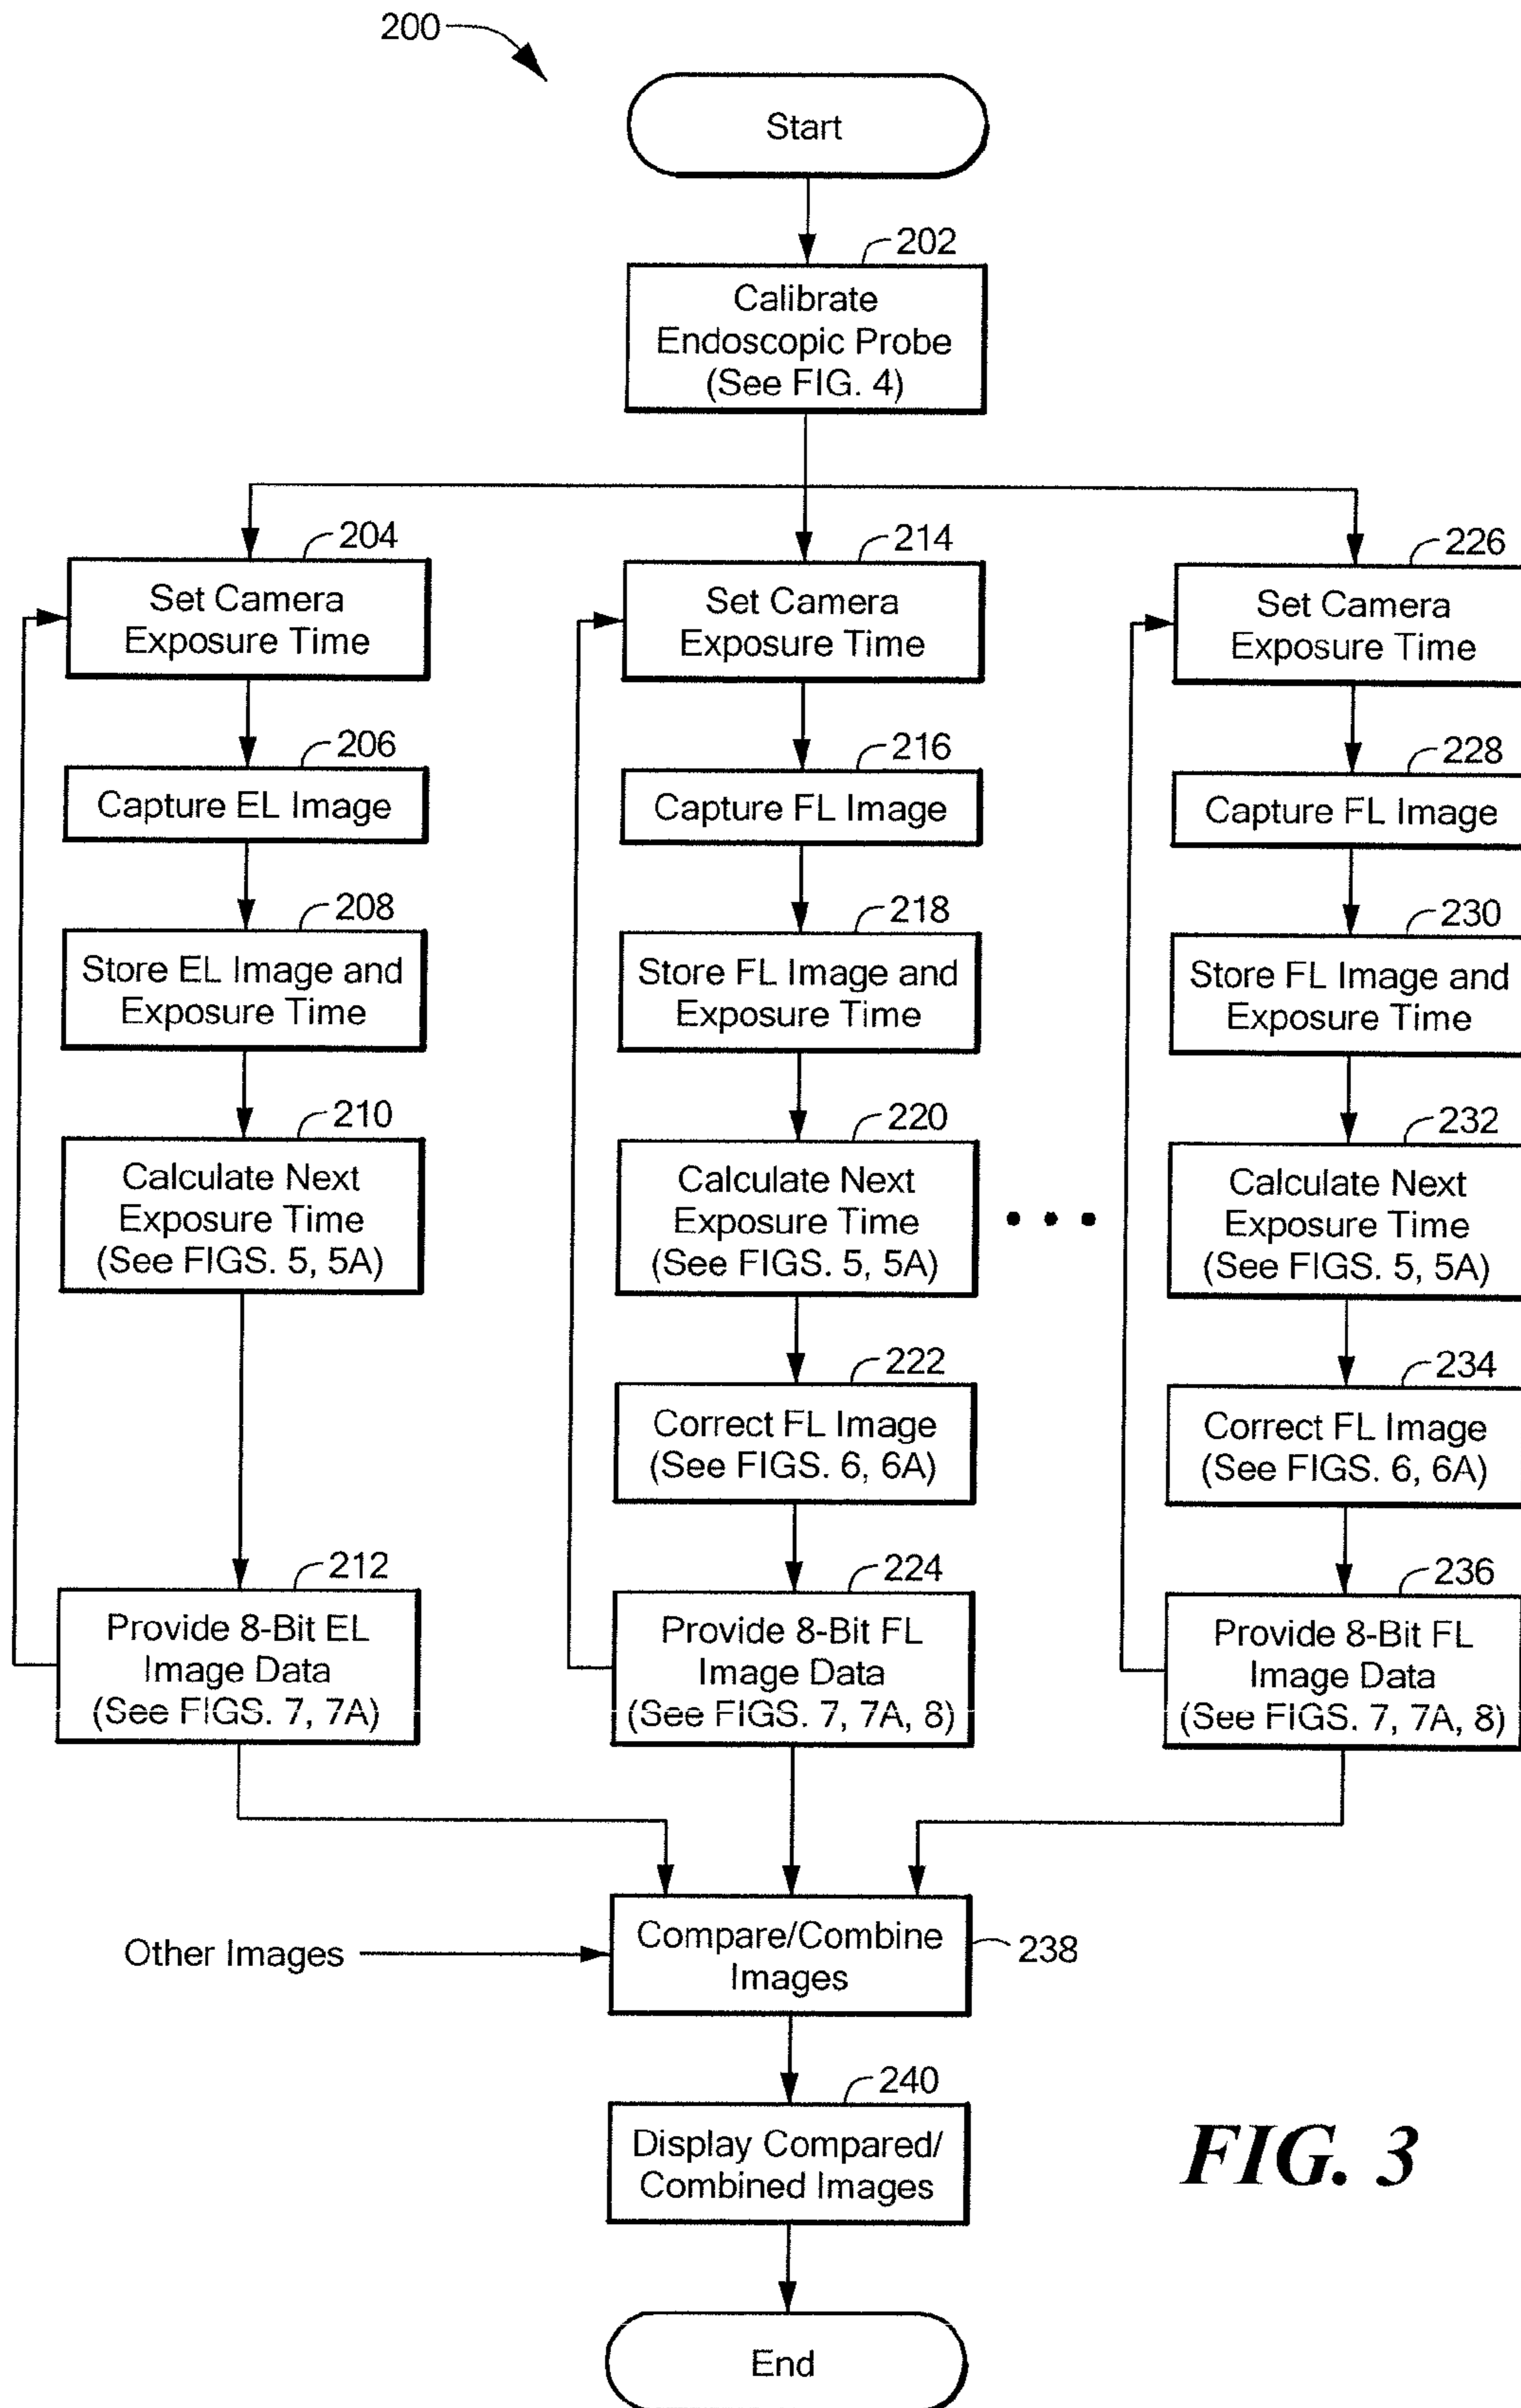 200
Start
202
Calibrate
Endoscopic Probe
(See FIG. 4)
204
Set Camera
Exposure Time
206
Capture EL Image
208
Store EL Image and
Exposure Time
210
Calculate Next
Exposure Time
(See FIGS. 5, 5A)
212
Provide 8-Bit EL
Image Data
(See FIGS. 7, 7A)
214
Set Camera
Exposure Time
216
Capture FL Image
218
Store FL Image and
Exposure Time
220
Calculate Next
Exposure Time
(See FIGS. 5, 5A)
222
Correct FL Image
(See FIGS. 6, 6A)
224
Provide 8-Bit FL
Image Data
(See FIGS. 7, 7A, 8)
• • •
226
Set Camera
Exposure Time
228
Capture FL Image
230
Store FL Image and
Exposure Time
232
Calculate Next
Exposure Time
(See FIGS. 5, 5A)
234
Correct FL Image
(See FIGS. 6, 6A)
236
Provide 8-Bit FL
Image Data
(See FIGS. 7, 7A, 8)
Other Images
Compare/Combine
Images
238
240
Display Compared/
Combined Images
End
FIG. 3